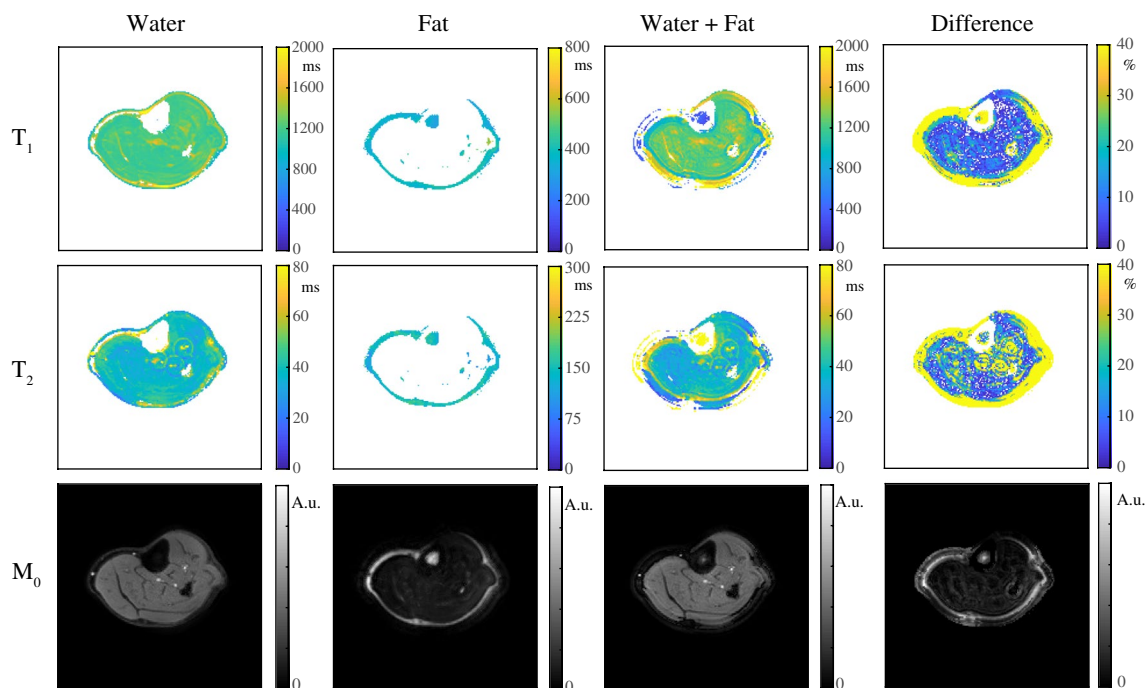 Water Fat Water + Fat Difference
T1
2000 ms 1600 1200 800 400 0
800 ms 600 400 200 0
2000 ms 1600 1200 800 400 0
40 % 30 20 10 0
T2
80 ms 60 40 20 0
300 ms 225 150 75 0
80 ms 60 40 20 0
40 % 30 20 10 0
M0
A.u. 0
A.u. 0
A.u. 0
A.u. 0